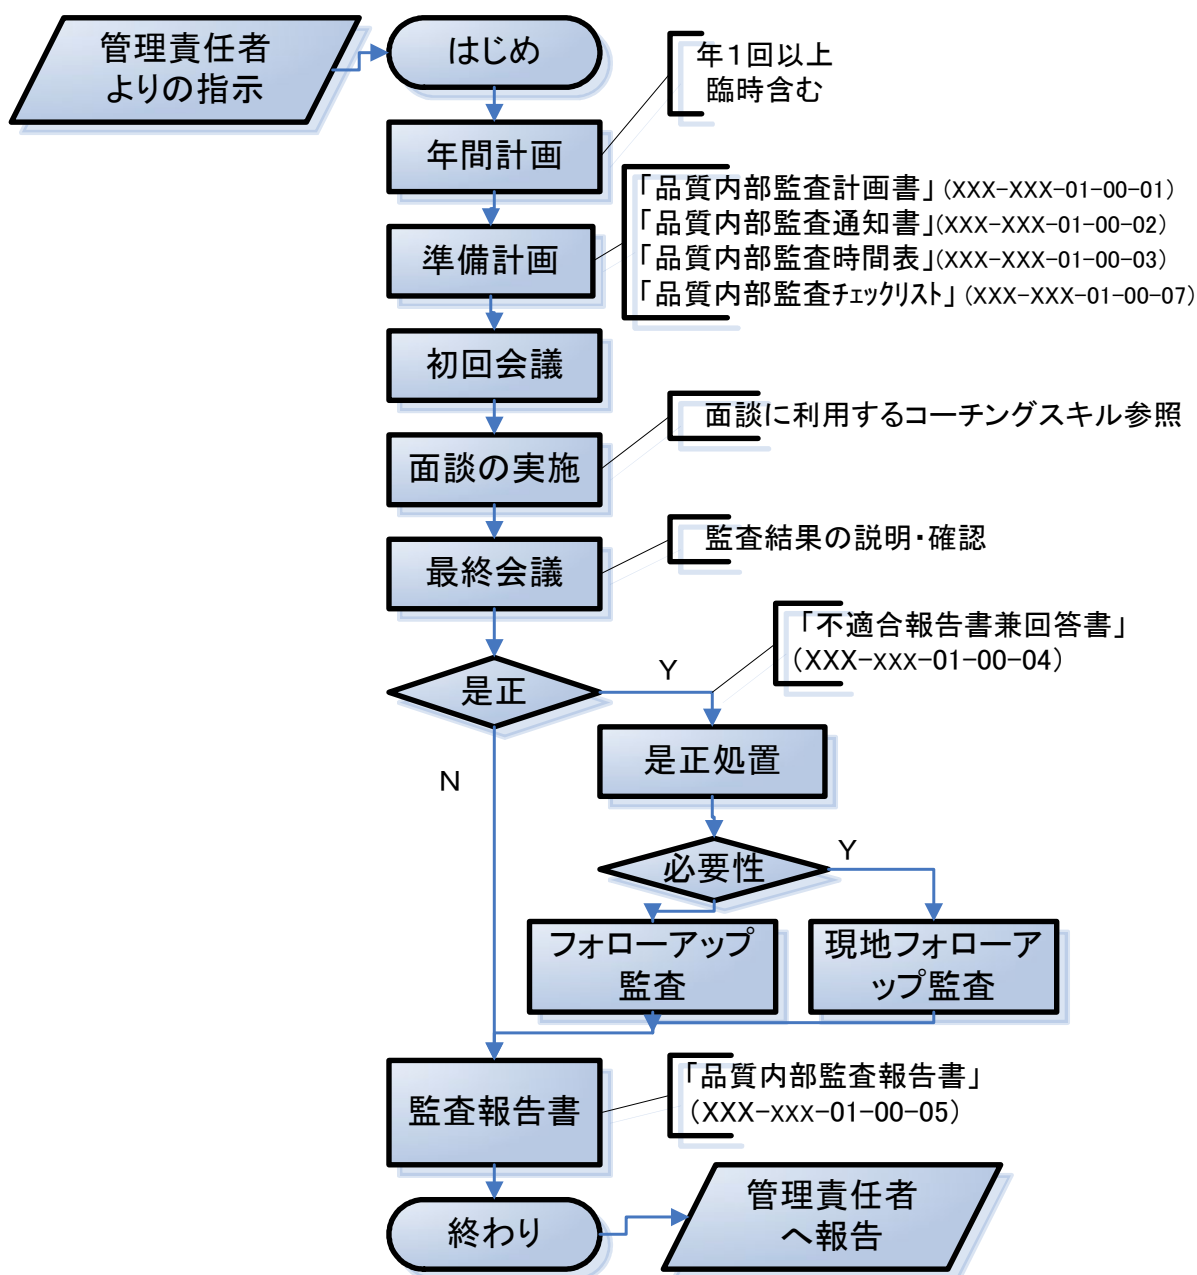 管理責任者
よりの指示
はじめ
年１回以上
臨時含む
年間計画
「品質内部監査計画書」(XXX-XXX-01-00-01)
「品質内部監査通知書」(XXX-XXX-01-00-02)
「品質内部監査時間表」(XXX-XXX-01-00-03)
「品質内部監査チェックリスト」(XXX-XXX-01-00-07)
準備計画
初回会議
面談に利用するコーチングスキル参照
面談の実施
監査結果の説明・確認
最終会議
「不適合報告書兼回答書」
(XXX-xxx-01-00-04)
是正
Y
N
是正処置
必要性
Y
フォローアップ
監査
現地フォローア
ップ監査
監査報告書
「品質内部監査報告書」
(XXX-xxx-01-00-05)
終わり
管理責任者
へ報告